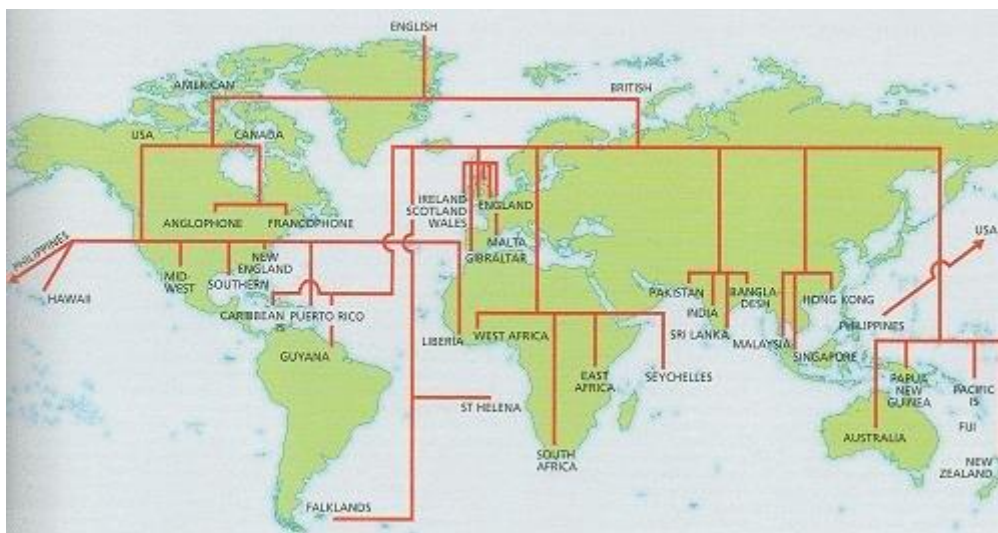 ENGLISH
AMERICAN
BRITISH
USA
CANADA
ANGLOPHONE
FRANCOPHONE
IRELAND
SCOTLAND
WALES
ENGLAND
MALTA
GIBRALTAR
PHILIPPINES
HAWAII
MID
WEST
SOUTHERN
NEW
ENGLAND
CARIBBEAN
IS
PUERTO RICO
GUYANA
LIBERIA
WEST AFRICA
EAST
AFRICA
SEYCHELLES
ST HELENA
SOUTH
AFRICA
FALKLANDS
PAKISTAN
INDIA
BANGLA
DESH
SRI LANKA
MALAYSIA
SINGAPORE
HONG KONG
PHILIPPINES
USA
PAPUA
NEW
GUINEA
PACIFIC
IS
AUSTRALIA
FIJI
NEW
ZEALAND